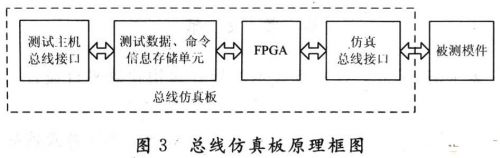 测试主机
总线接口
测试数据、命令
信息存储单元
FPGA
仿真
总线接口
被测模件
总线仿真板
图 3 总线仿真板原理框图